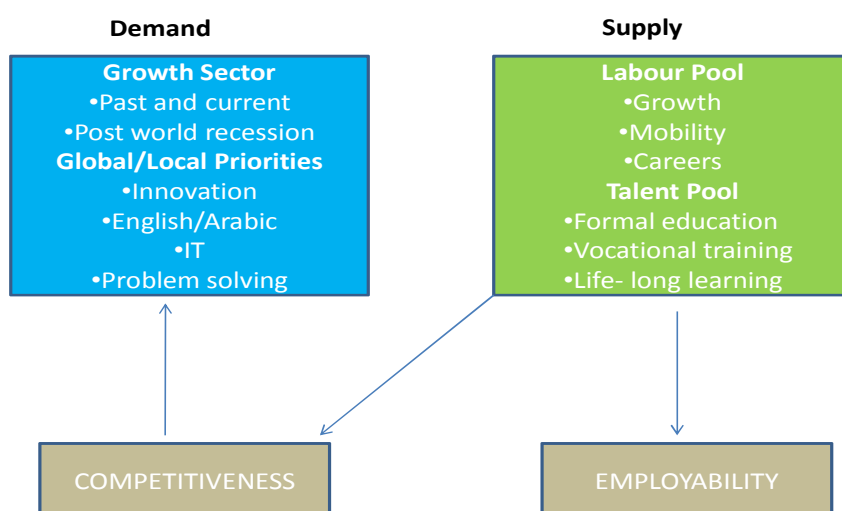 Demand
Growth Sector
•Past and current
•Post world recession
Global/Local Priorities
•Innovation
•English/Arabic
•IT
•Problem solving
Supply
Labour Pool
•Growth
•Mobility
•Careers
Talent Pool
•Formal education
•Vocational training
•Life- long learning
COMPETITIVENESS
EMPLOYABILITY